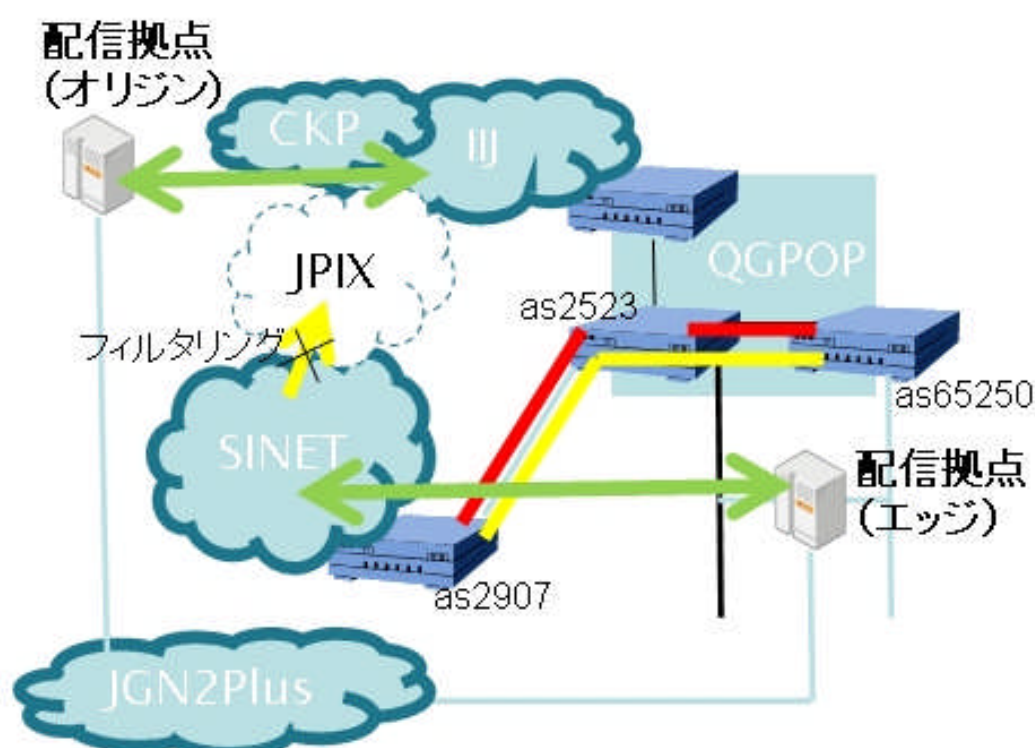 配信拠点
(オリジン)
CKP
IIJ
JPIX
QGPOP
as2523
フィルタリング
as65250
SINET
配信拠点
(エッジ)
as2907
JGN2Plus